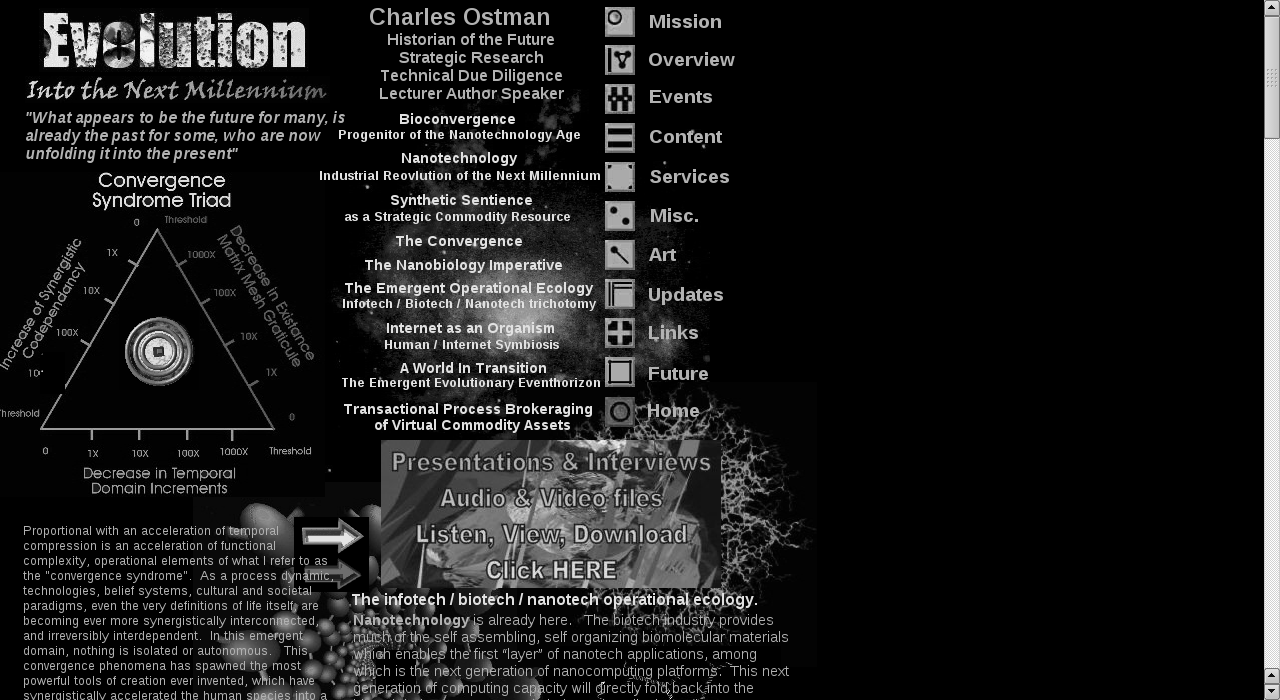 Evolution
Into the Next Millennium
"What appears to be the future for many, is
already the past for some, who are now
unfolding it into the present"
Convergence
Syndrome Triad
0
Threshold
1X
10X
100X
10
Threshold
1000X
100X
10X
1X
0
Increase of Synergistic
Codependancy
Decrease in Existance
Matrix Mesh Graticule
0
1X
10X
100X
1000X
Threshold
Decrease in Temporal
Domain Increments
Proportional with an acceleration of temporal
compression is an acceleration of functional
complexity, operational elements of what I refer to as
the "convergence syndrome".  As a process dynamic,
technologies, belief systems, cultural and societal
paradigms, even the very definitions of life itself, are
becoming ever more synergistically interconnected,
and irreversibly interdependent.  In this emergent
domain, nothing is isolated or autonomous.   This
convergence phenomena has spawned the most
powerful tools of creation ever invented, which have
synergistically accelerated the human species into a
Charles Ostman
Historian of the Future
Strategic Research
Technical Due Diligence
Lecturer Author Speaker
Bioconvergence
Progenitor of the Nanotechnology Age
Nanotechnology
Industrial Reovlution of the Next Millennium
Synthetic Sentience
as a Strategic Commodity Resource
The Convergence
The Nanobiology Imperative
The Emergent Operational Ecology
Infotech / Biotech / Nanotech trichotomy
Internet as an Organism
Human / Internet Symbiosis
A World In Transition
The Emergent Evolutionary Eventhorizon
Transactional Process Brokeraging
of Virtual Commodity Assets
Mission
Overview
Events
Content
Services
Misc.
Art
Updates
Links
Future
Home
Presentations & Interviews
Audio & Video files
Listen, View, Download
Click HERE
The infotech / biotech / nanotech operational ecology.
Nanotechnology is already here.   The biotech industry provides
much of the self assembling, self organizing biomolecular materials
which enables the first “layer” of nanotech applications, among
which is the next generation of nanocomputing platforms.  This next
generation of computing capacity will directly fold back into the